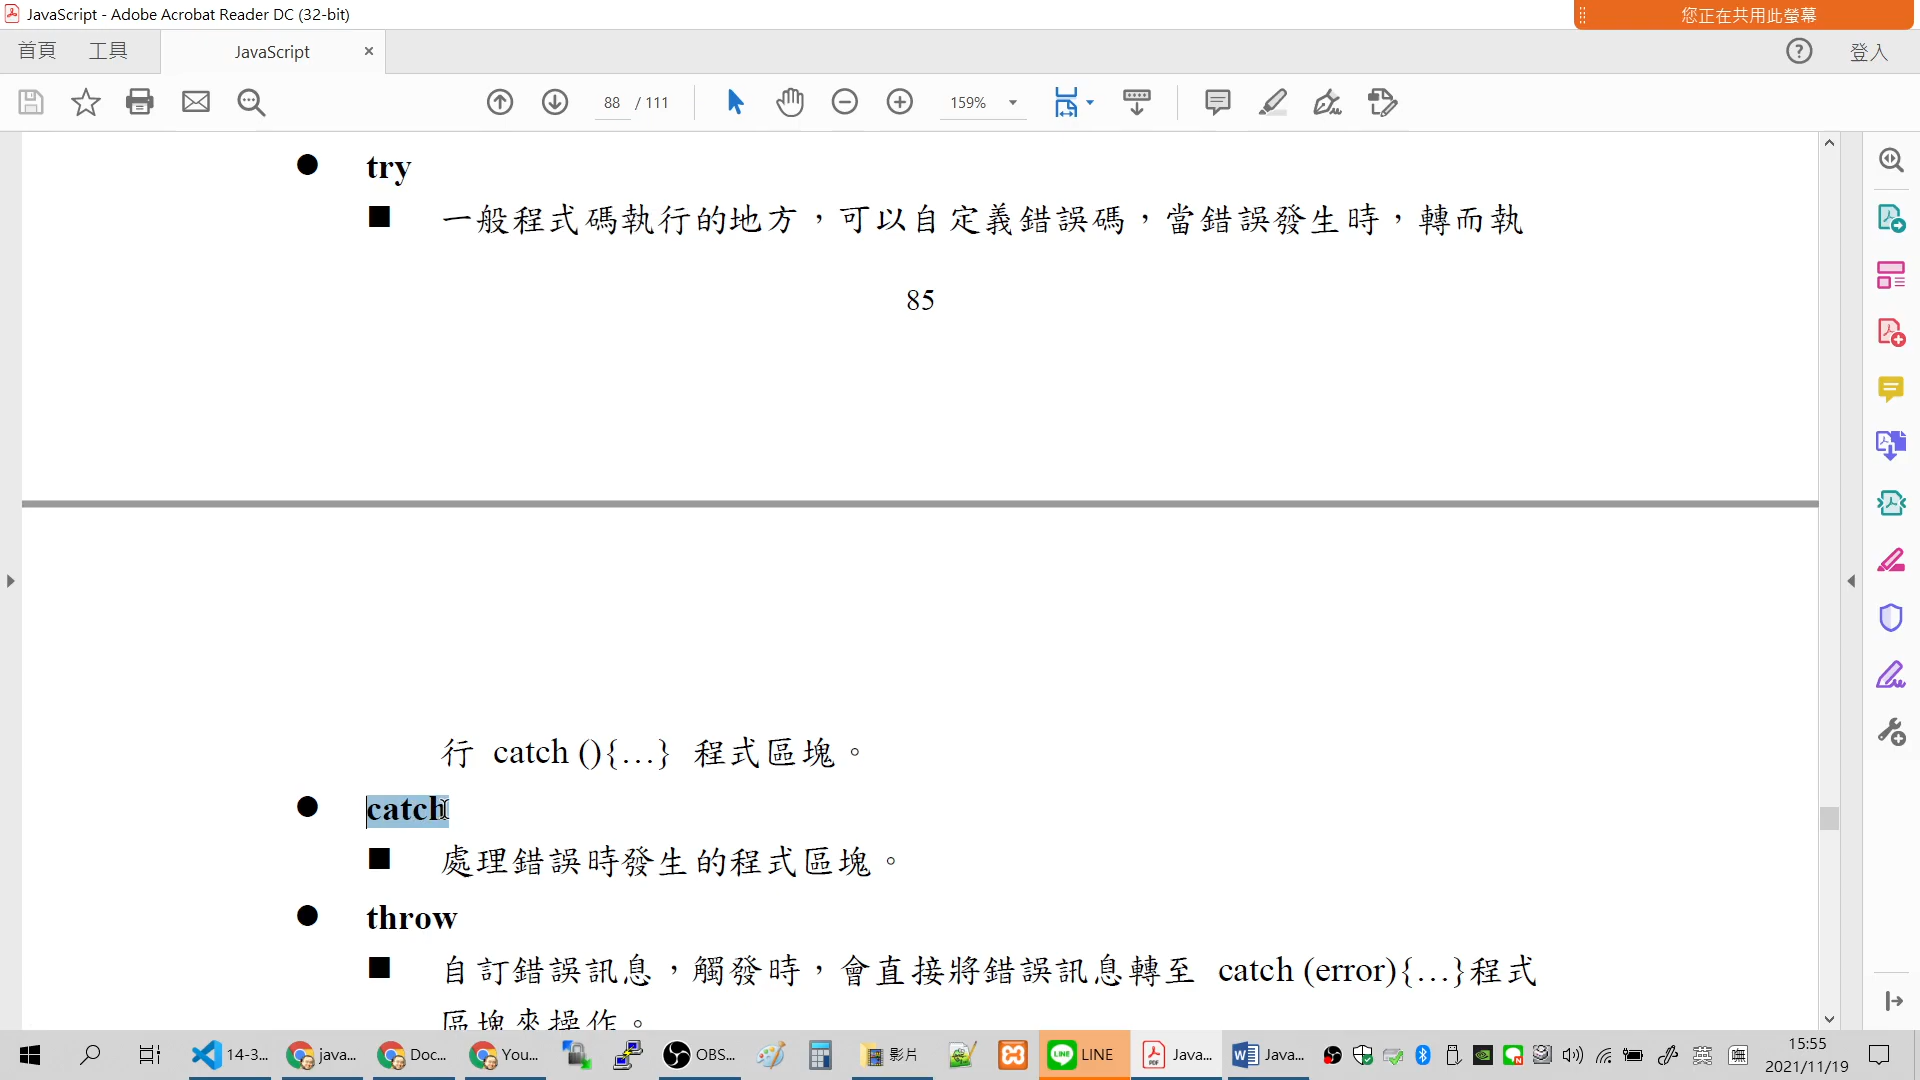 JavaScript - Adobe Acrobat Reader DC (32-bit)
您正在共用此螢幕
首頁 工具 JavaScript × 登入
88 / 111 159%
● try
■ 一般程式碼執行的地方，可以自定義錯誤碼，當錯誤發生時，轉而執
85
行 catch (){…} 程式區塊。
● catch
■ 處理錯誤時發生的程式區塊。
● throw
■ 自訂錯誤訊息，觸發時，會直接將錯誤訊息轉至 catch (error){…}程式
區塊來操作。
14-3... java... Doc... You... OBS... 影片 LINE Java... Java... 英 15:55
2021/11/19